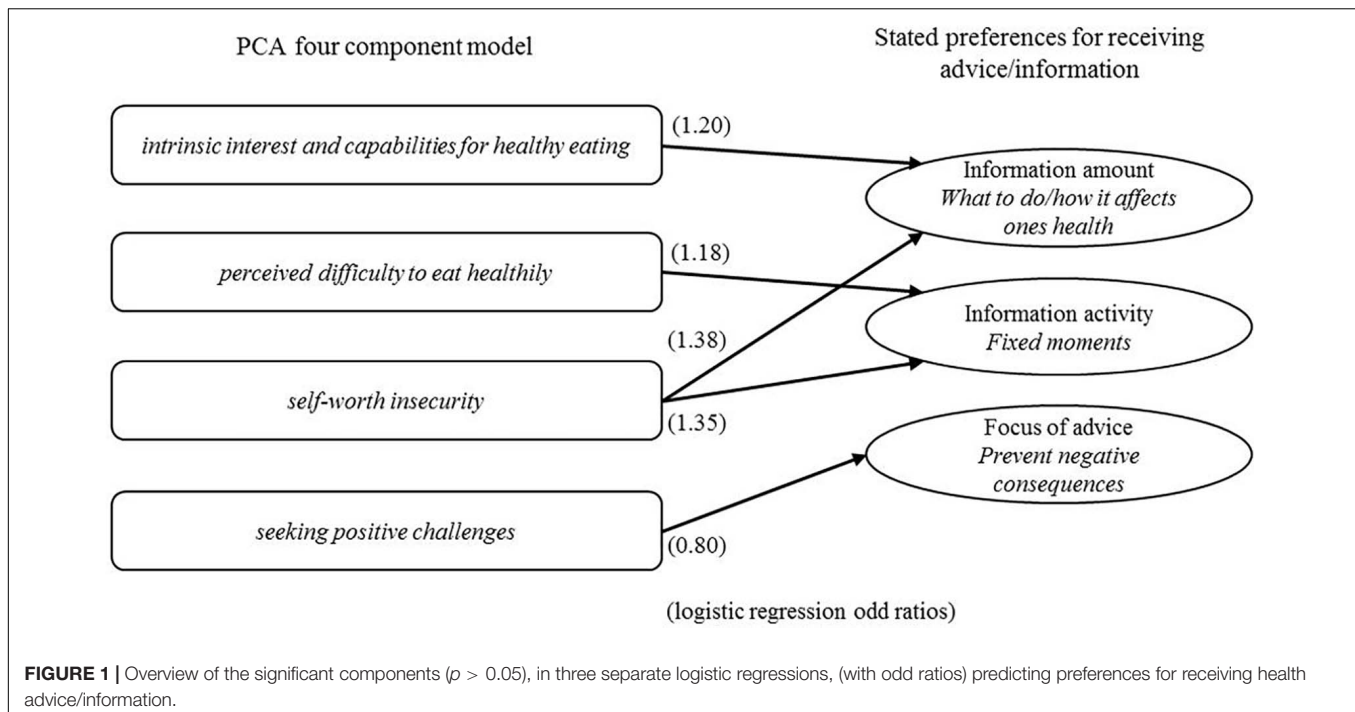 PCA four component model
Stated preferences for receiving
advice/information
intrinsic interest and capabilities for healthy eating
(1.20)
Information amount
What to do/how it affects
ones health
perceived difficulty to eat healthily
(1.18)
Information activity
Fixed moments
self-worth insecurity
(1.38)
(1.35)
Focus of advice
Prevent negative
consequences
seeking positive challenges
(0.80)
(logistic regression odd ratios)
FIGURE 1 | Overview of the significant components (p > 0.05), in three separate logistic regressions, (with odd ratios) predicting preferences for receiving health
advice/information.